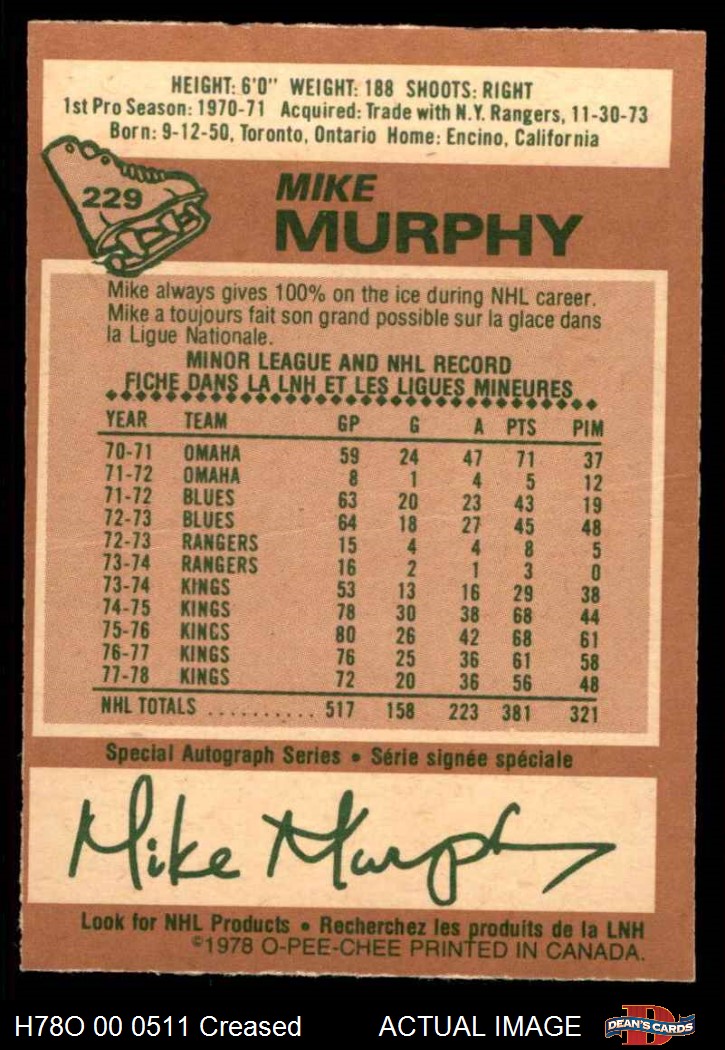 HEIGHT: 6'0" WEIGHT: 188 SHOOTS: RIGHT
1st Pro Season: 1970-71 Acquired: Trade with N.Y. Rangers, 11-30-73
Born: 9-12-50, Toronto, Ontario Home: Encino, California
229
MIKE
MURPHY
Mike always gives 100% on the ice during NHL career.
Mike a toujours fait son grand possible sur la glace dans
la Ligue Nationale.
MINOR LEAGUE AND NHL RECORD
FICHE DANS LA LNH ET LES LIGUES MINEURES
YEAR TEAM GP G A PTS PIM
70-71 OMAHA 59 24 47 71 37
71-72 OMAHA 8 1 4 5 12
71-72 BLUES 63 20 23 43 19
72-73 BLUES 64 18 27 45 48
72-73 RANGERS 15 4 4 8 5
73-74 RANGERS 16 2 1 3 0
73-74 KINGS 53 13 16 29 38
74-75 KINGS 78 30 38 68 44
75-76 KINGS 80 26 42 68 61
76-77 KINGS 76 25 36 61 58
77-78 KINGS 72 20 36 56 48
NHL TOTALS .......... 517 158 223 381 321
Special Autograph Series • Série signée spéciale
Mike Murphy
Look for NHL Products • Recherchez les produits de la LNH
©1978 O-PEE-CHEE PRINTED IN CANADA.
H78O 00 0511 Creased ACTUAL IMAGE
D
DEAN'S CARDS